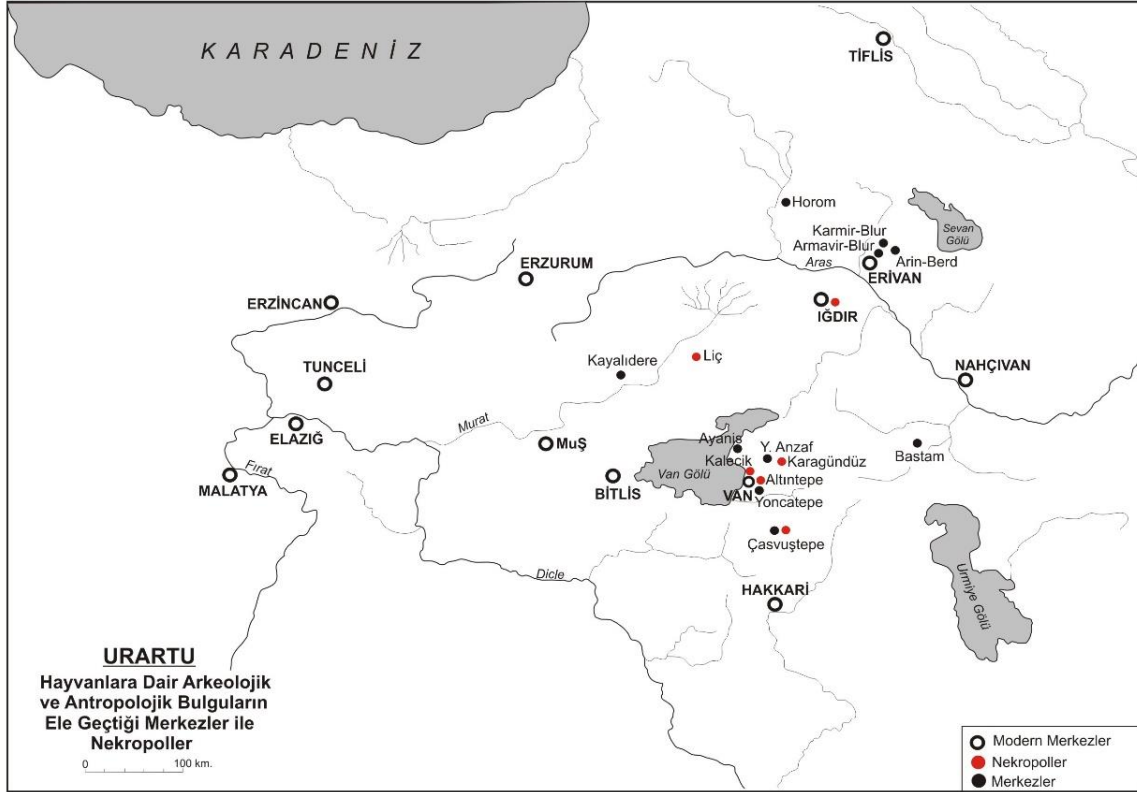 KARADENİZ
TİFLİS
Horom
Sevan
Gölü
Karmir-Blur
Armavir-Blur
Arin-Berd
Aras
ERİVAN
ERZURUM
ERZİNCAN
IĞDIR
Liç
Kayalıdere
TUNCELİ
NAHÇIVAN
ELAZIĞ
Murat
MuŞ
Ayanis
Y. Anzaf
Bastam
Kalecik
Karagündüz
Fırat
Van Gölü
Altıntepe
MALATYA
BİTLİS
VAN
Yoncatepe
Çasvuştepe
Dicle
HAKKARİ
Urmiye Gölü
URARTU
Hayvanlara Dair Arkeolojik
ve Antropolojik Bulguların
Ele Geçtiği Merkezler ile
Nekropoller
0 100 km.
Modern Merkezler
Nekropoller
Merkezler